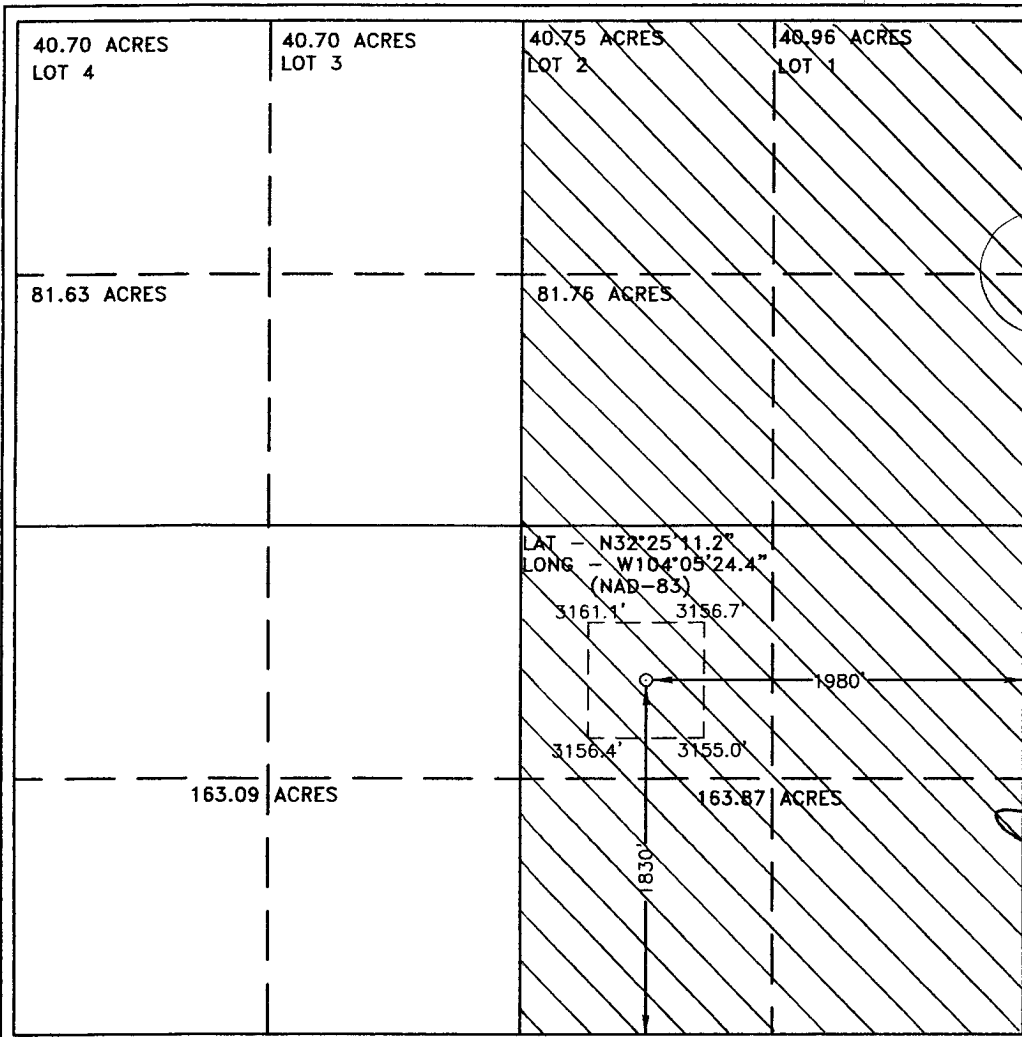 40.70 ACRES
LOT 4
40.70 ACRES
LOT 3
40.75 ACRES
LOT 2
40.96 ACRES
LOT 1
81.63 ACRES
81.76 ACRES
LAT - N32°25'11.2"
LONG - W104°05'24.4"
(NAD-83)
3161.1'
3156.7'
1980'
3156.4'
3155.0'
163.09 ACRES
163.87 ACRES
1830'